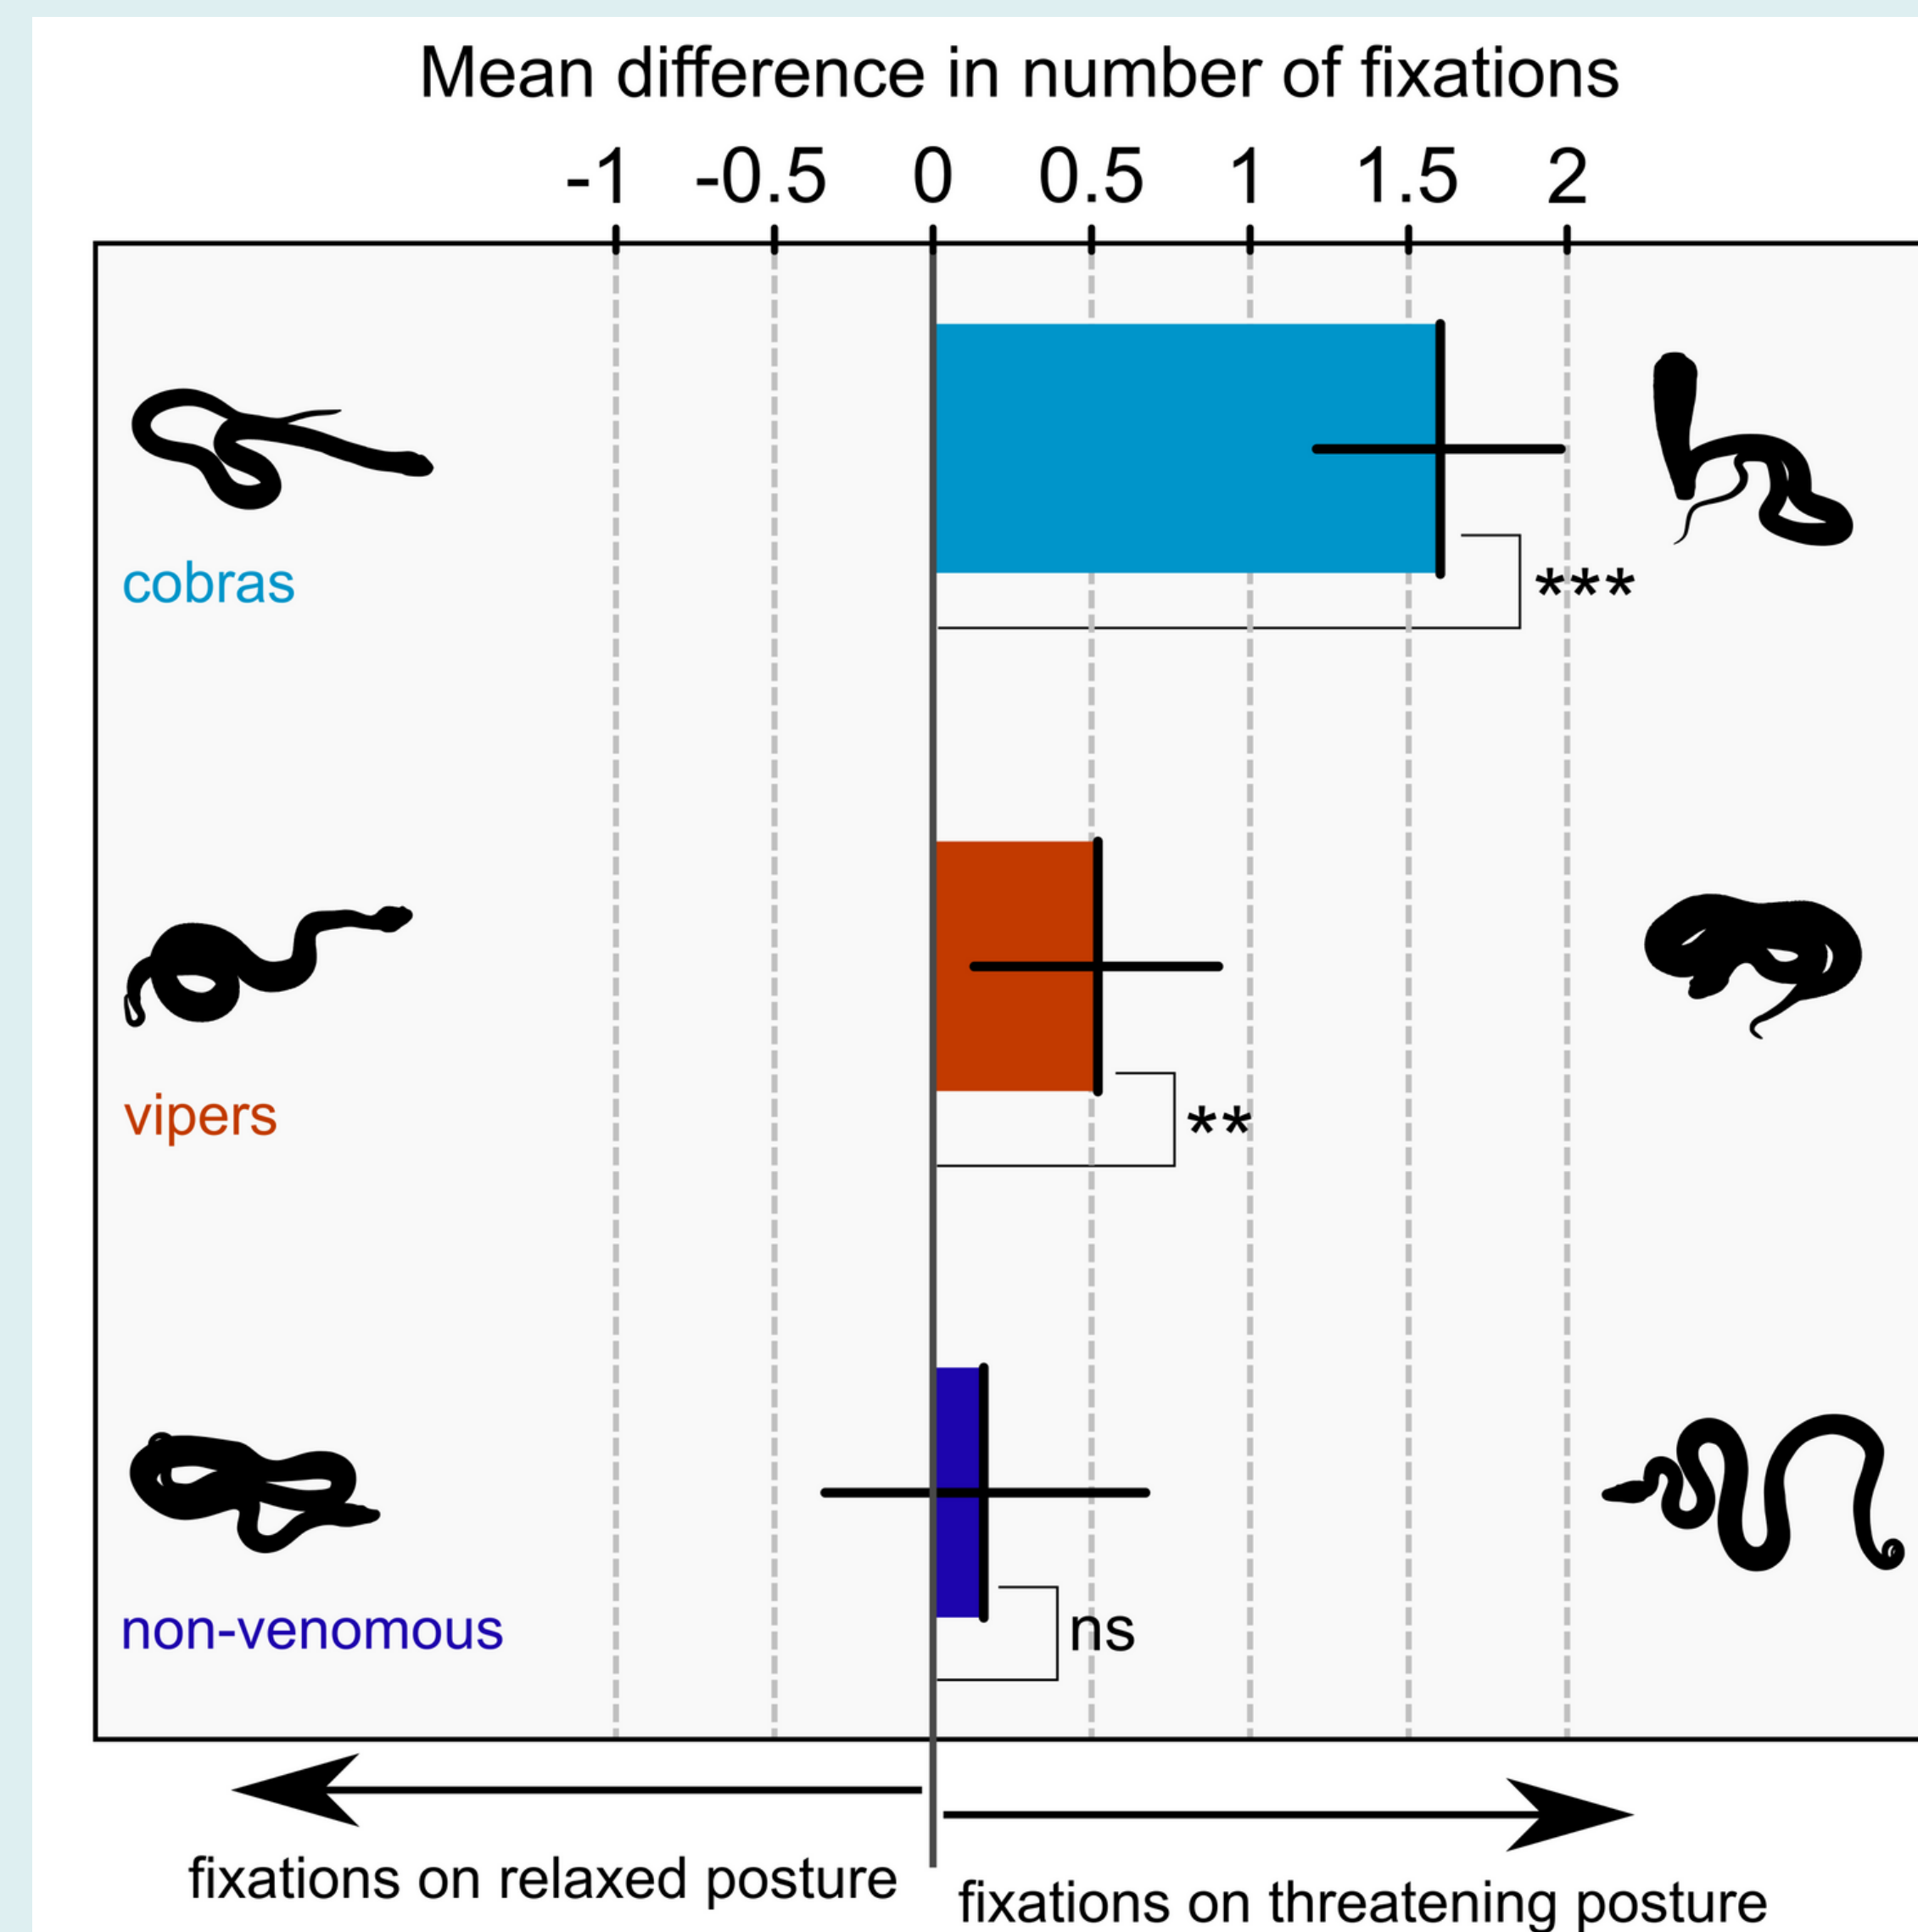 Mean difference in number of fixations
-1 -0.5 0 0.5 1 1.5 2
cobras
***
vipers
**
non-venomous
ns
fixations on relaxed posture
fixations on threatening posture